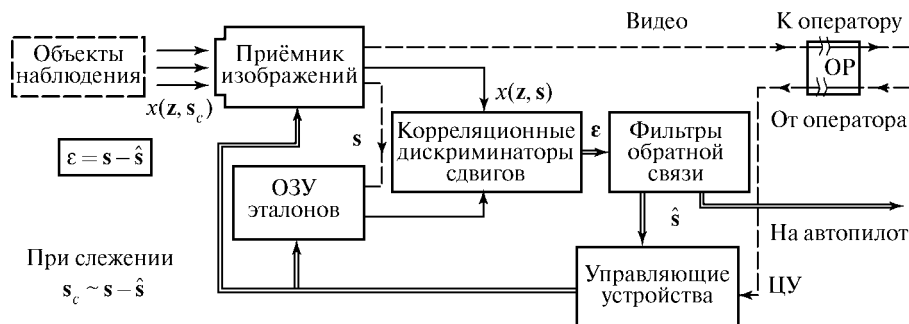 Видео
К оператору
Объекты
наблюдения
Приёмник
изображений
ОР
x(z, s_c)
x(z, s)
От оператора
s
Корреляционные
дискриминаторы
сдвигов
ε
Фильтры
обратной
связи
ε = s − ŝ
ОЗУ
эталонов
ŝ
На автопилот
При слежении
s_c ~ s − ŝ
Управляющие
устройства
ЦУ